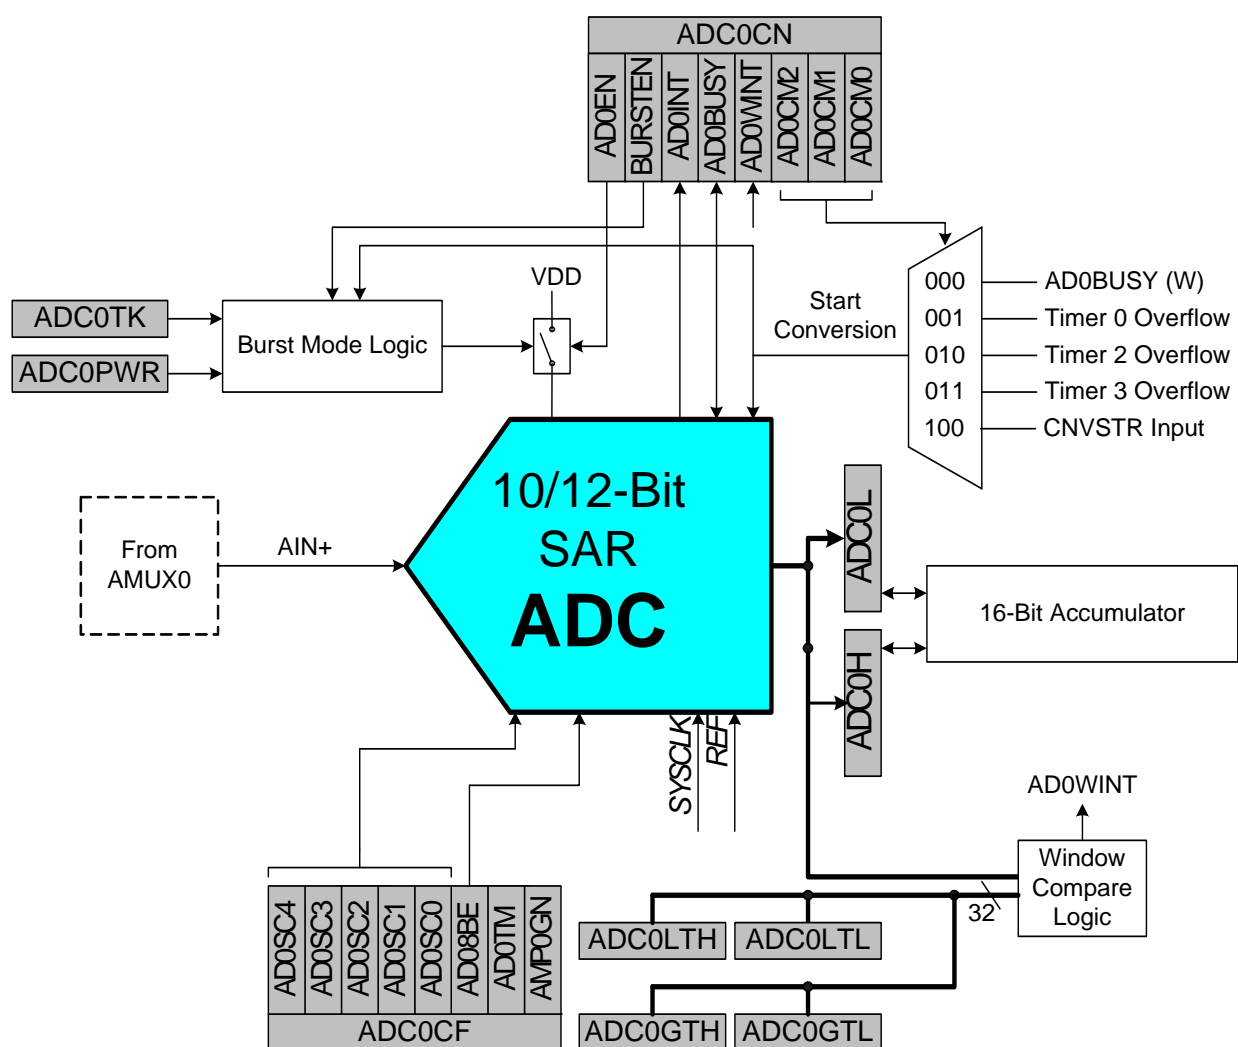 ADC0CN
AD0EN
BURSTEN
AD0INT
AD0BUSY
AD0WINT
AD0CM2
AD0CM1
AD0CM0
VDD
ADC0TK
ADC0PWR
Burst Mode Logic
Start
Conversion
000
001
010
011
100
AD0BUSY (W)
Timer 0 Overflow
Timer 2 Overflow
Timer 3 Overflow
CNVSTR Input
From
AMUX0
AIN+
10/12-Bit
SAR
ADC
ADC0L
ADC0H
16-Bit Accumulator
SYSCLK
REF
AD0WINT
Window
Compare
Logic
32
AD0SC4
AD0SC3
AD0SC2
AD0SC1
AD0SC0
AD08BE
AD0TM
AMP0GN
ADC0CF
ADC0LTH
ADC0LTL
ADC0GTH
ADC0GTL